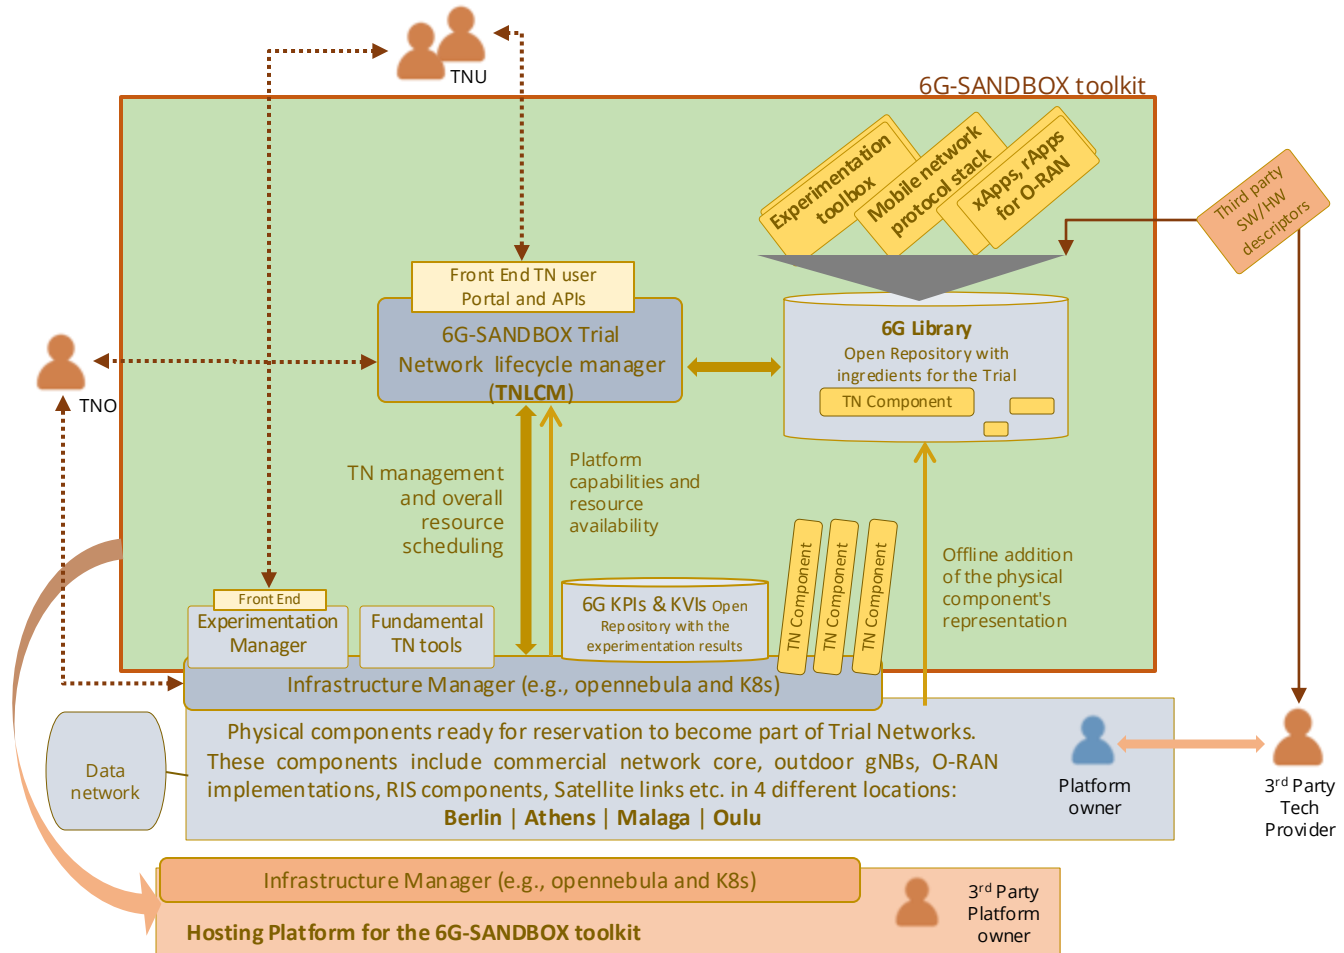 TNU
6G-SANDBOX toolkit
Experimentation
toolbox
Mobile network
protocol stack
xApps, rApps
for O-RAN
Third party
SW/HW
descriptors
Front End TN user
Portal and APIs
6G-SANDBOX Trial
Network lifecycle manager
(TNLCM)
6G Library
Open Repository with
ingredients for the Trial
TN Component
TNO
TN management
and overall
resource
scheduling
Platform
capabilities and
resource
availability
TN Component
TN Component
TN Component
Offline addition
of the physical
component's
representation
Front End
Experimentation
Manager
Fundamental
TN tools
6G KPIs & KVIs Open
Repository with the
experimentation results
Infrastructure Manager (e.g., opennebula and K8s)
Data
network
Physical components ready for reservation to become part of Trial Networks.
These components include commercial network core, outdoor gNBs, O-RAN
implementations, RIS components, Satellite links etc. in 4 different locations:
Berlin | Athens | Malaga | Oulu
Platform
owner
3rd Party
Tech
Provider
Infrastructure Manager (e.g., opennebula and K8s)
Hosting Platform for the 6G-SANDBOX toolkit
3rd Party
Platform
owner